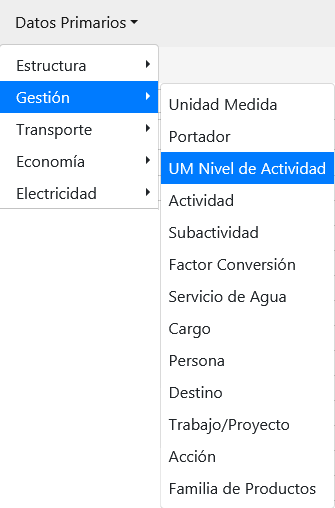 Datos Primarios
Estructura
Gestión
Transporte
Economía
Electricidad
Unidad Medida
Portador
UM Nivel de Actividad
Actividad
Subactividad
Factor Conversión
Servicio de Agua
Cargo
Persona
Destino
Trabajo/Proyecto
Acción
Familia de Productos